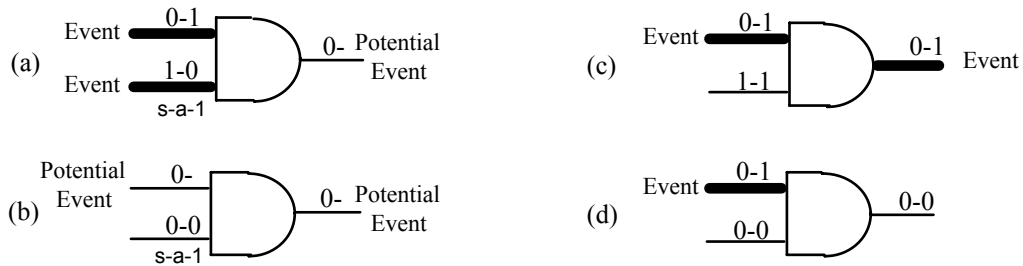 (a)
Event 0-1
Event 1-0
s-a-1
0- Potential
Event
(b)
Potential
Event
0-
0-0
s-a-1
0- Potential
Event
(c)
Event 0-1
1-1
0-1 Event
(d)
Event 0-1
0-0
0-0